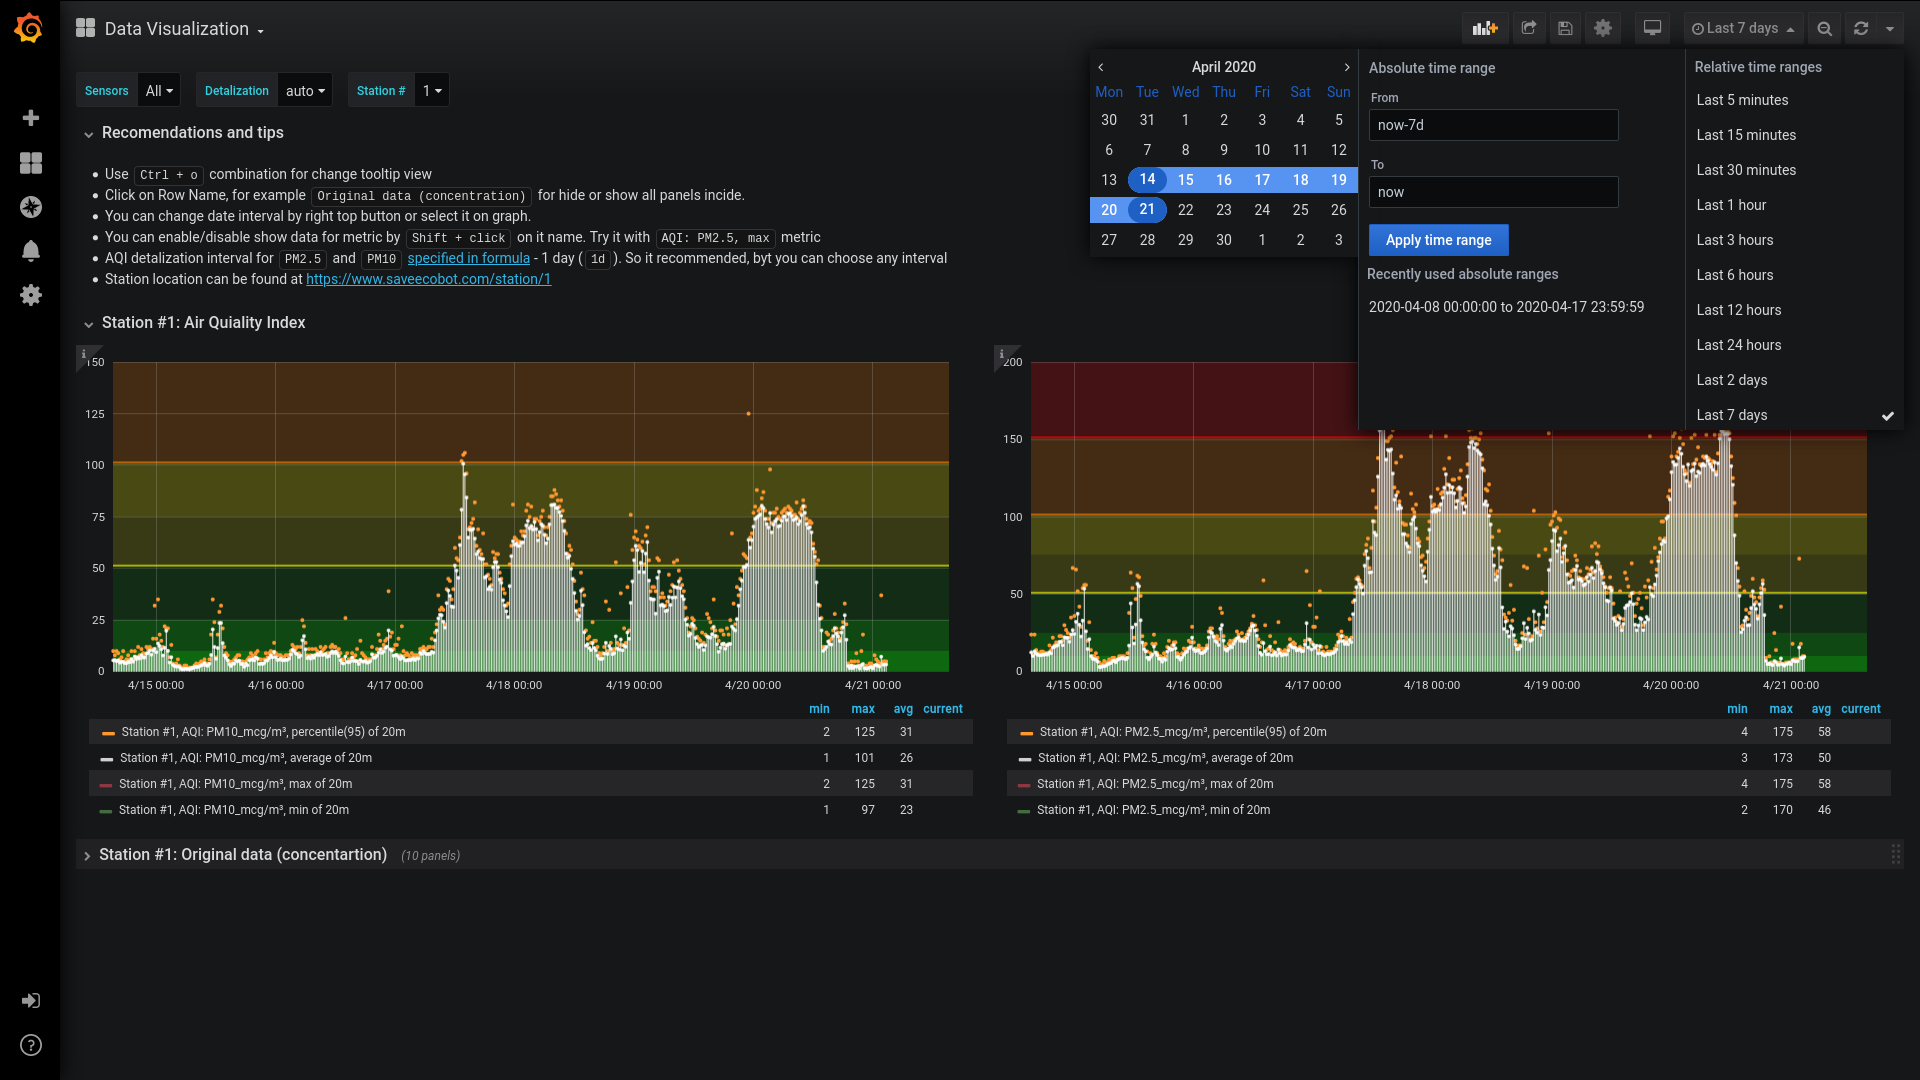 Data Visualization
Last 7 days
Sensors All Detalization auto Station # 1
Recomendations and tips
Use Ctrl + o combination for change tooltip view
Click on Row Name, for example Original data (concentration) for hide or show all panels incide.
You can change date interval by right top button or select it on graph.
You can enable/disable show data for metric by Shift + click on it name. Try it with AQI: PM2.5, max metric
AQI detalization interval for PM2.5 and PM10 specified in formula - 1 day ( 1d ). So it recommended, byt you can choose any interval
Station location can be found at https://www.saveecobot.com/station/1
April 2020
Mon Tue Wed Thu Fri Sat Sun
30 31 1 2 3 4 5
6 7 8 9 10 11 12
13 14 15 16 17 18 19
20 21 22 23 24 25 26
27 28 29 30 1 2 3
Absolute time range
From
now-7d
To
now
Apply time range
Recently used absolute ranges
2020-04-08 00:00:00 to 2020-04-17 23:59:59
Relative time ranges
Last 5 minutes
Last 15 minutes
Last 30 minutes
Last 1 hour
Last 3 hours
Last 6 hours
Last 12 hours
Last 24 hours
Last 2 days
Last 7 days
Station #1: Air Quiality Index
i
150
125
100
75
50
25
0
4/15 00:00 4/16 00:00 4/17 00:00 4/18 00:00 4/19 00:00 4/20 00:00 4/21 00:00
min max avg current
Station #1, AQI: PM10_mcg/m³, percentile(95) of 20m 2 125 31
Station #1, AQI: PM10_mcg/m³, average of 20m 1 101 26
Station #1, AQI: PM10_mcg/m³, max of 20m 2 125 31
Station #1, AQI: PM10_mcg/m³, min of 20m 1 97 23
i
200
150
100
50
0
4/15 00:00 4/16 00:00 4/17 00:00 4/18 00:00 4/19 00:00 4/20 00:00 4/21 00:00
min max avg current
Station #1, AQI: PM2.5_mcg/m³, percentile(95) of 20m 4 175 58
Station #1, AQI: PM2.5_mcg/m³, average of 20m 3 173 50
Station #1, AQI: PM2.5_mcg/m³, max of 20m 4 175 58
Station #1, AQI: PM2.5_mcg/m³, min of 20m 2 170 46
Station #1: Original data (concentartion) (10 panels)